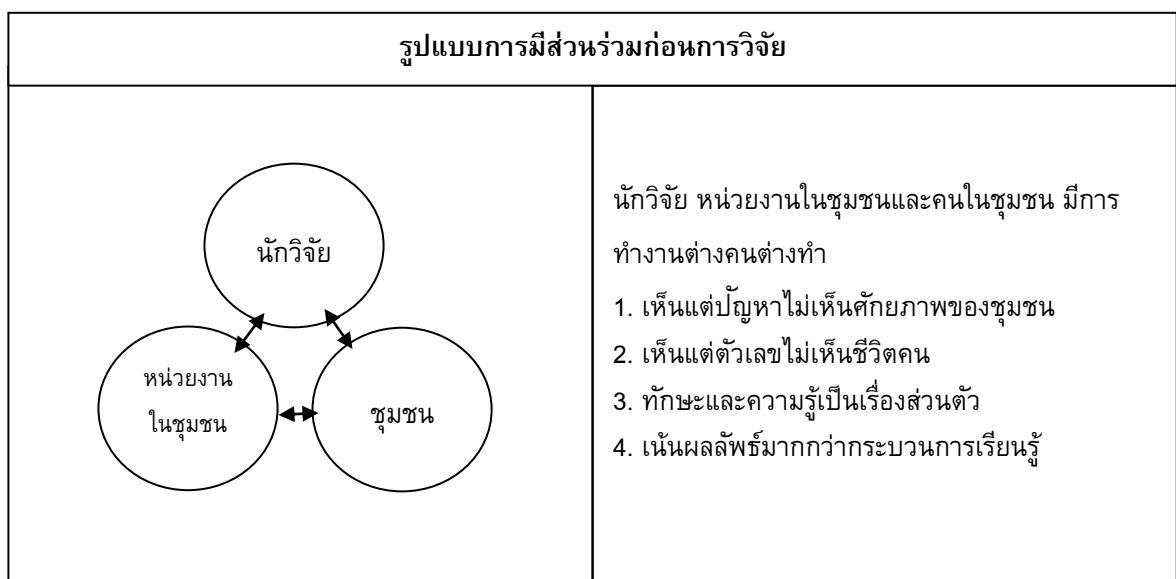 รูปแบบการมีส่วนร่วมก่อนการวิจัย
นักวิจัย
หน่วยงาน
ในชุมชน
ชุมชน
นักวิจัย หน่วยงานในชุมชนและคนในชุมชน มีการ
ทำงานต่างคนต่างทำ
1. เห็นแต่ปัญหาไม่เห็นศักยภาพของชุมชน
2. เห็นแต่ตัวเลขไม่เห็นชีวิตคน
3. ทักษะและความรู้เป็นเรื่องส่วนตัว
4. เน้นผลลัพธ์มากกว่ากระบวนการเรียนรู้